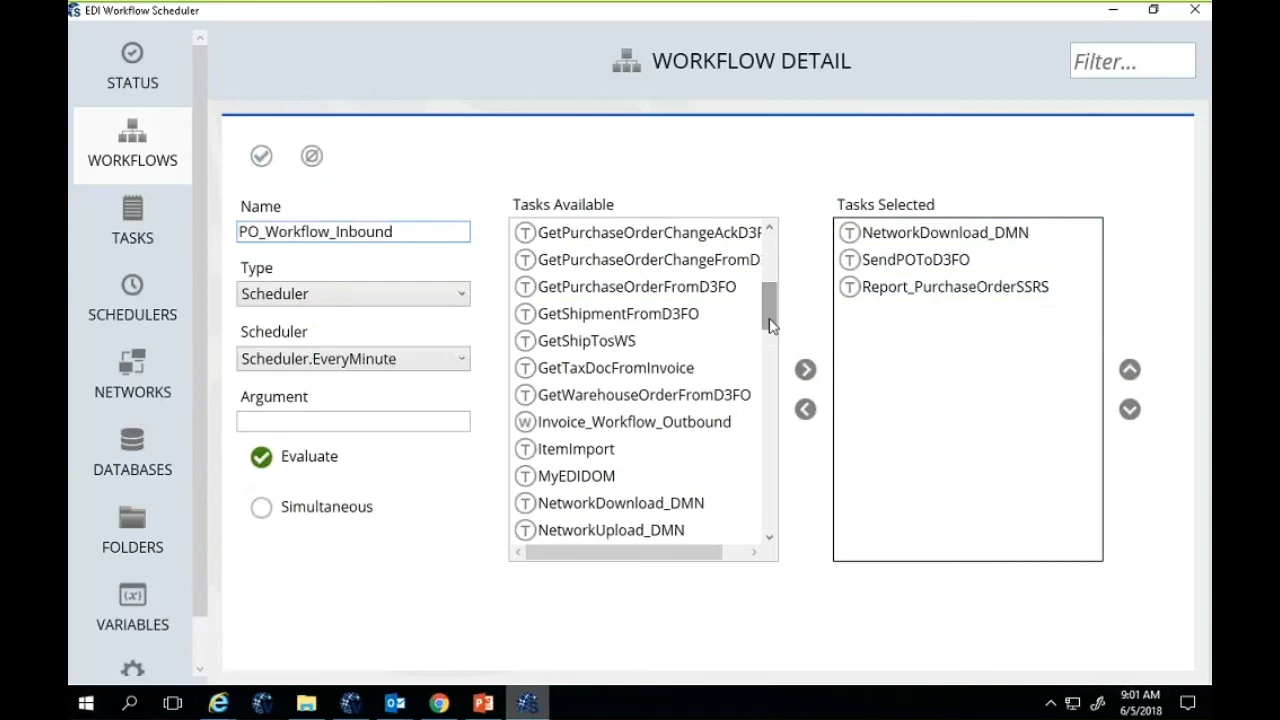 EDI Workflow Scheduler
STATUS
WORKFLOWS
TASKS
SCHEDULERS
NETWORKS
DATABASES
FOLDERS
VARIABLES
WORKFLOW DETAIL
Filter...
Name
PO_Workflow_Inbound
Type
Scheduler
Scheduler
Scheduler.EveryMinute
Argument
Evaluate
Simultaneous
Tasks Available
GetPurchaseOrderChangeAckD3F
GetPurchaseOrderChangeFromD
GetPurchaseOrderFromD3FO
GetShipmentFromD3FO
GetShipTosWS
GetTaxDocFromInvoice
GetWarehouseOrderFromD3FO
Invoice_Workflow_Outbound
ItemImport
MyEDIDOM
NetworkDownload_DMN
NetworkUpload_DMN
Tasks Selected
NetworkDownload_DMN
SendPOToD3FO
Report_PurchaseOrderSSRS
9:01 AM
6/5/2018